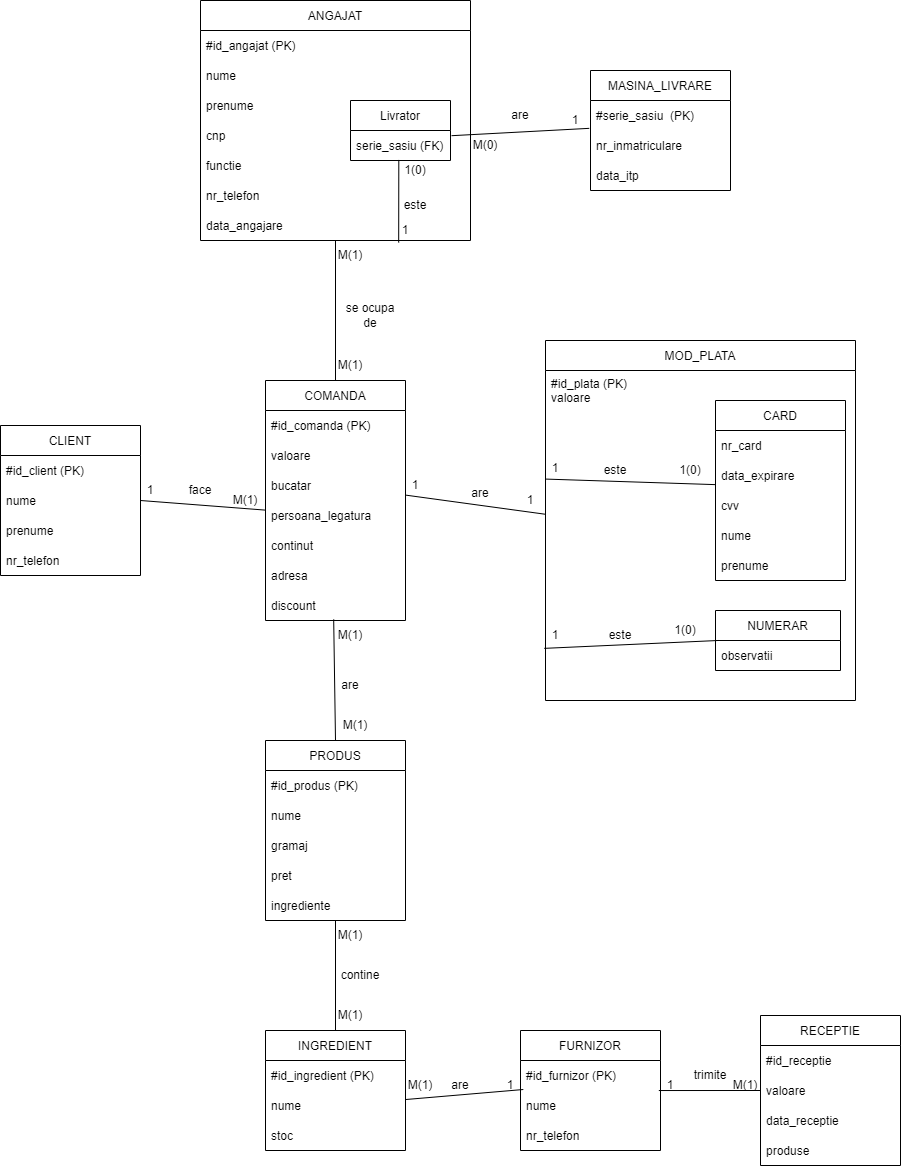 ANGAJAT
#id_angajat (PK)
nume
prenume
cnp
functie
nr_telefon
data_angajare
Livrator
serie_sasiu (FK)
1(0)
este
1
are
M(0)
1
MASINA_LIVRARE
#serie_sasiu (PK)
nr_inmatriculare
data_itp
M(1)
se ocupa
de
M(1)
COMANDA
#id_comanda (PK)
valoare
bucatar
persoana_legatura
continut
adresa
discount
CLIENT
#id_client (PK)
nume
prenume
nr_telefon
1
face
M(1)
1
are
1
MOD_PLATA
#id_plata (PK)
valoare
1
este
1(0)
CARD
nr_card
data_expirare
cvv
nume
prenume
1
este
1(0)
NUMERAR
observatii
M(1)
are
M(1)
PRODUS
#id_produs (PK)
nume
gramaj
pret
ingrediente
M(1)
contine
M(1)
INGREDIENT
#id_ingredient (PK)
nume
stoc
M(1)
are
1
FURNIZOR
#id_furnizor (PK)
nume
nr_telefon
1
trimite
M(1)
RECEPTIE
#id_receptie
valoare
data_receptie
produse